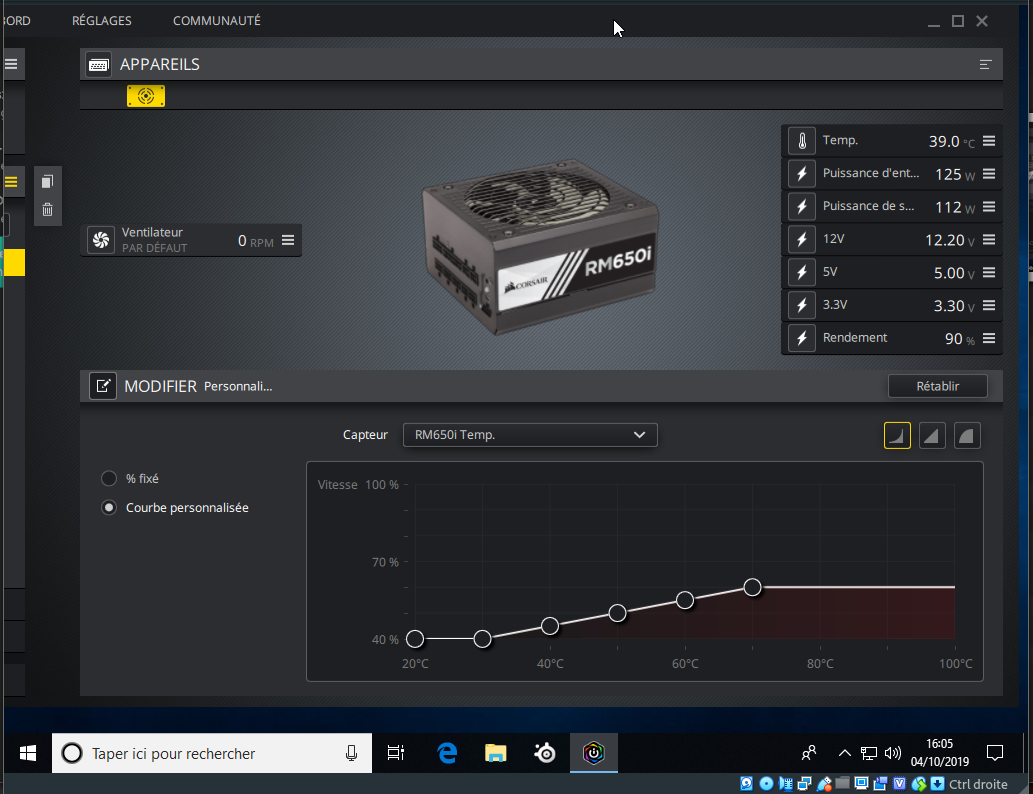 BORD RÉGLAGES COMMUNAUTÉ
APPAREILS
Temp. 39.0 °C
Puissance d'ent... 125 W
Puissance de s... 112 W
12V 12.20 V
5V 5.00 V
3.3V 3.30 V
Rendement 90 %
Ventilateur
PAR DÉFAUT
0 RPM
CORSAIR RM650i
MODIFIER Personnali... Rétablir
Capteur RM650i Temp.
% fixé
Courbe personnalisée
Vitesse 100 %
70 %
40 %
20°C 40°C 60°C 80°C 100°C
Taper ici pour rechercher
16:05
04/10/2019
Ctrl droite